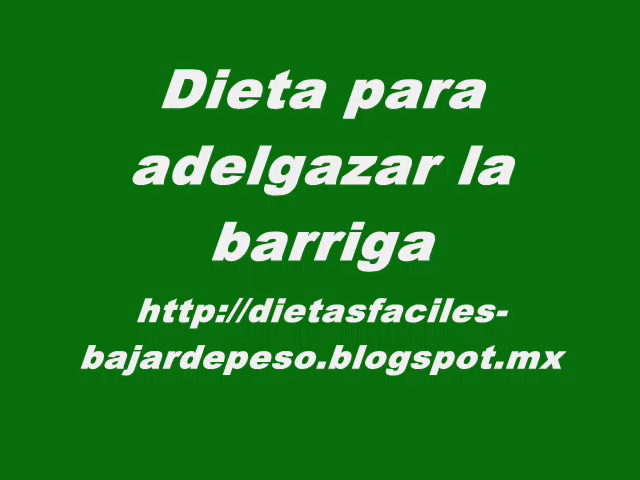 Dieta para
adelgazar la
barriga
http://dietasfaciles-
bajardepeso.blogspot.mx